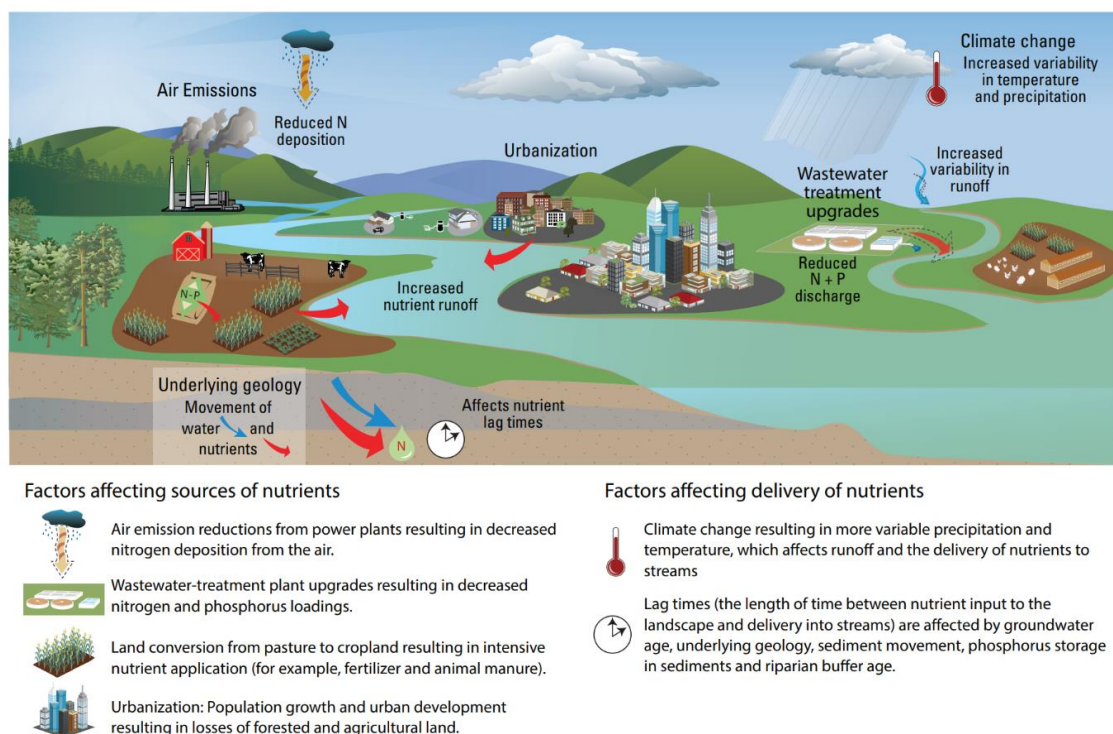 Climate change
Increased variability
in temperature
and precipitation
Air Emissions
Reduced N
deposition
Urbanization
Increased
variability in
runoff
Wastewater
treatment
upgrades
Reduced
N + P
discharge
N-P
Increased
nutrient runoff
Underlying geology
Movement of
water and
nutrients
N
Affects nutrient
lag times
Factors affecting sources of nutrients
Air emission reductions from power plants resulting in decreased
nitrogen deposition from the air.
Wastewater-treatment plant upgrades resulting in decreased
nitrogen and phosphorus loadings.
Land conversion from pasture to cropland resulting in intensive
nutrient application (for example, fertilizer and animal manure).
Urbanization: Population growth and urban development
resulting in losses of forested and agricultural land.
Factors affecting delivery of nutrients
Climate change resulting in more variable precipitation and
temperature, which affects runoff and the delivery of nutrients to
streams
Lag times (the length of time between nutrient input to the
landscape and delivery into streams) are affected by groundwater
age, underlying geology, sediment movement, phosphorus storage
in sediments and riparian buffer age.